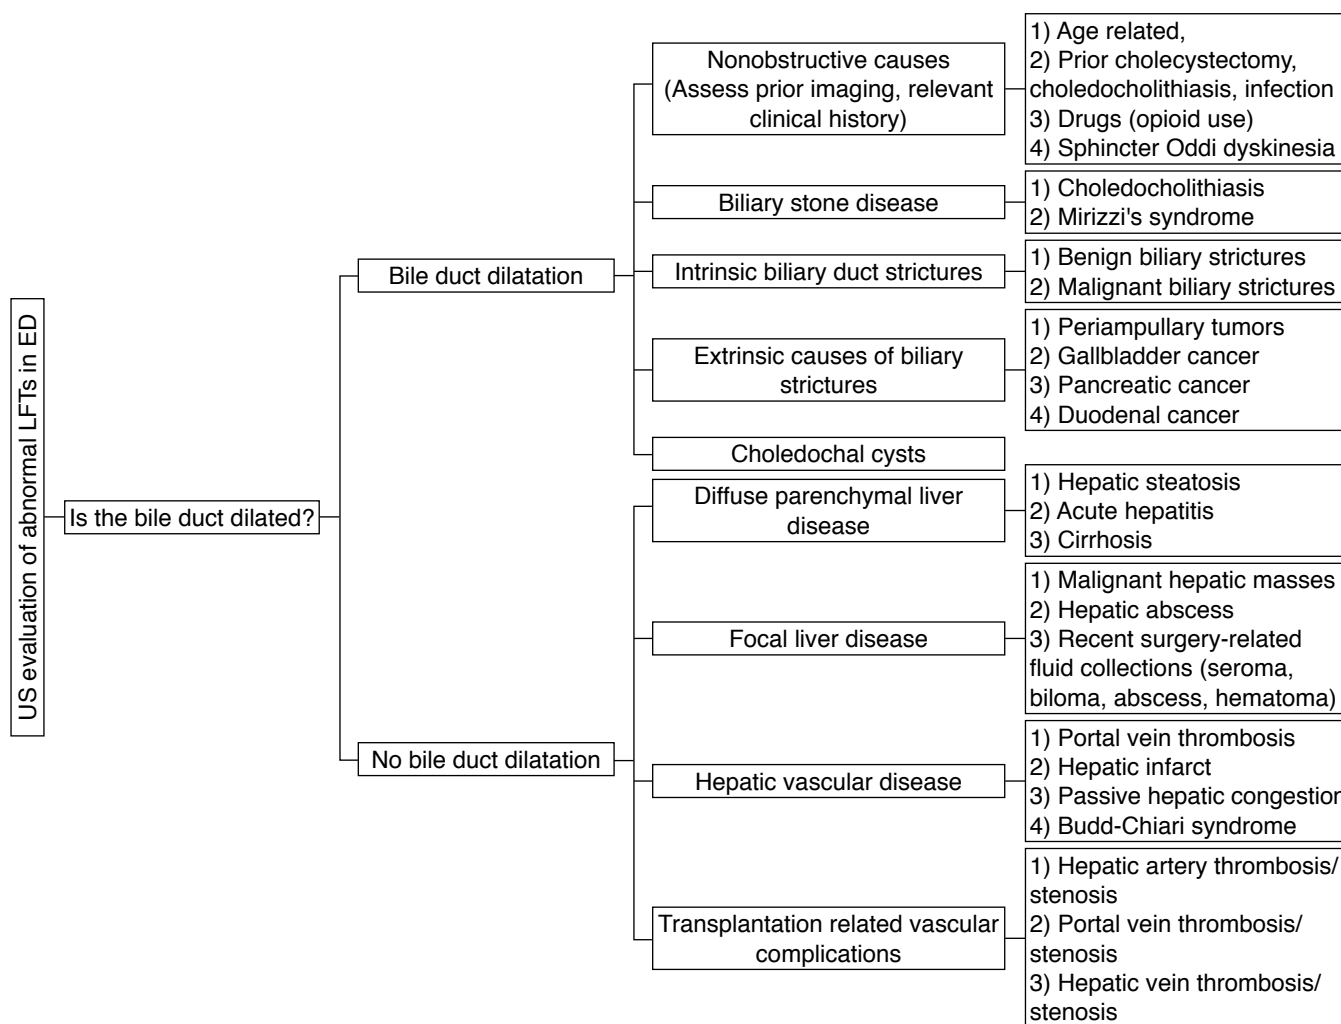 US evaluation of abnormal LFTs in ED
Is the bile duct dilated?
Bile duct dilatation
Nonobstructive causes
(Assess prior imaging, relevant
clinical history)
1) Age related,
2) Prior cholecystectomy,
choledocholithiasis, infection
3) Drugs (opioid use)
4) Sphincter Oddi dyskinesia
Biliary stone disease
1) Choledocholithiasis
2) Mirizzi's syndrome
Intrinsic biliary duct strictures
1) Benign biliary strictures
2) Malignant biliary strictures
Extrinsic causes of biliary
strictures
1) Periampullary tumors
2) Gallbladder cancer
3) Pancreatic cancer
4) Duodenal cancer
Choledochal cysts
No bile duct dilatation
Diffuse parenchymal liver
disease
1) Hepatic steatosis
2) Acute hepatitis
3) Cirrhosis
Focal liver disease
1) Malignant hepatic masses
2) Hepatic abscess
3) Recent surgery-related
fluid collections (seroma,
biloma, abscess, hematoma)
Hepatic vascular disease
1) Portal vein thrombosis
2) Hepatic infarct
3) Passive hepatic congestion
4) Budd-Chiari syndrome
Transplantation related vascular
complications
1) Hepatic artery thrombosis/
stenosis
2) Portal vein thrombosis/
stenosis
3) Hepatic vein thrombosis/
stenosis